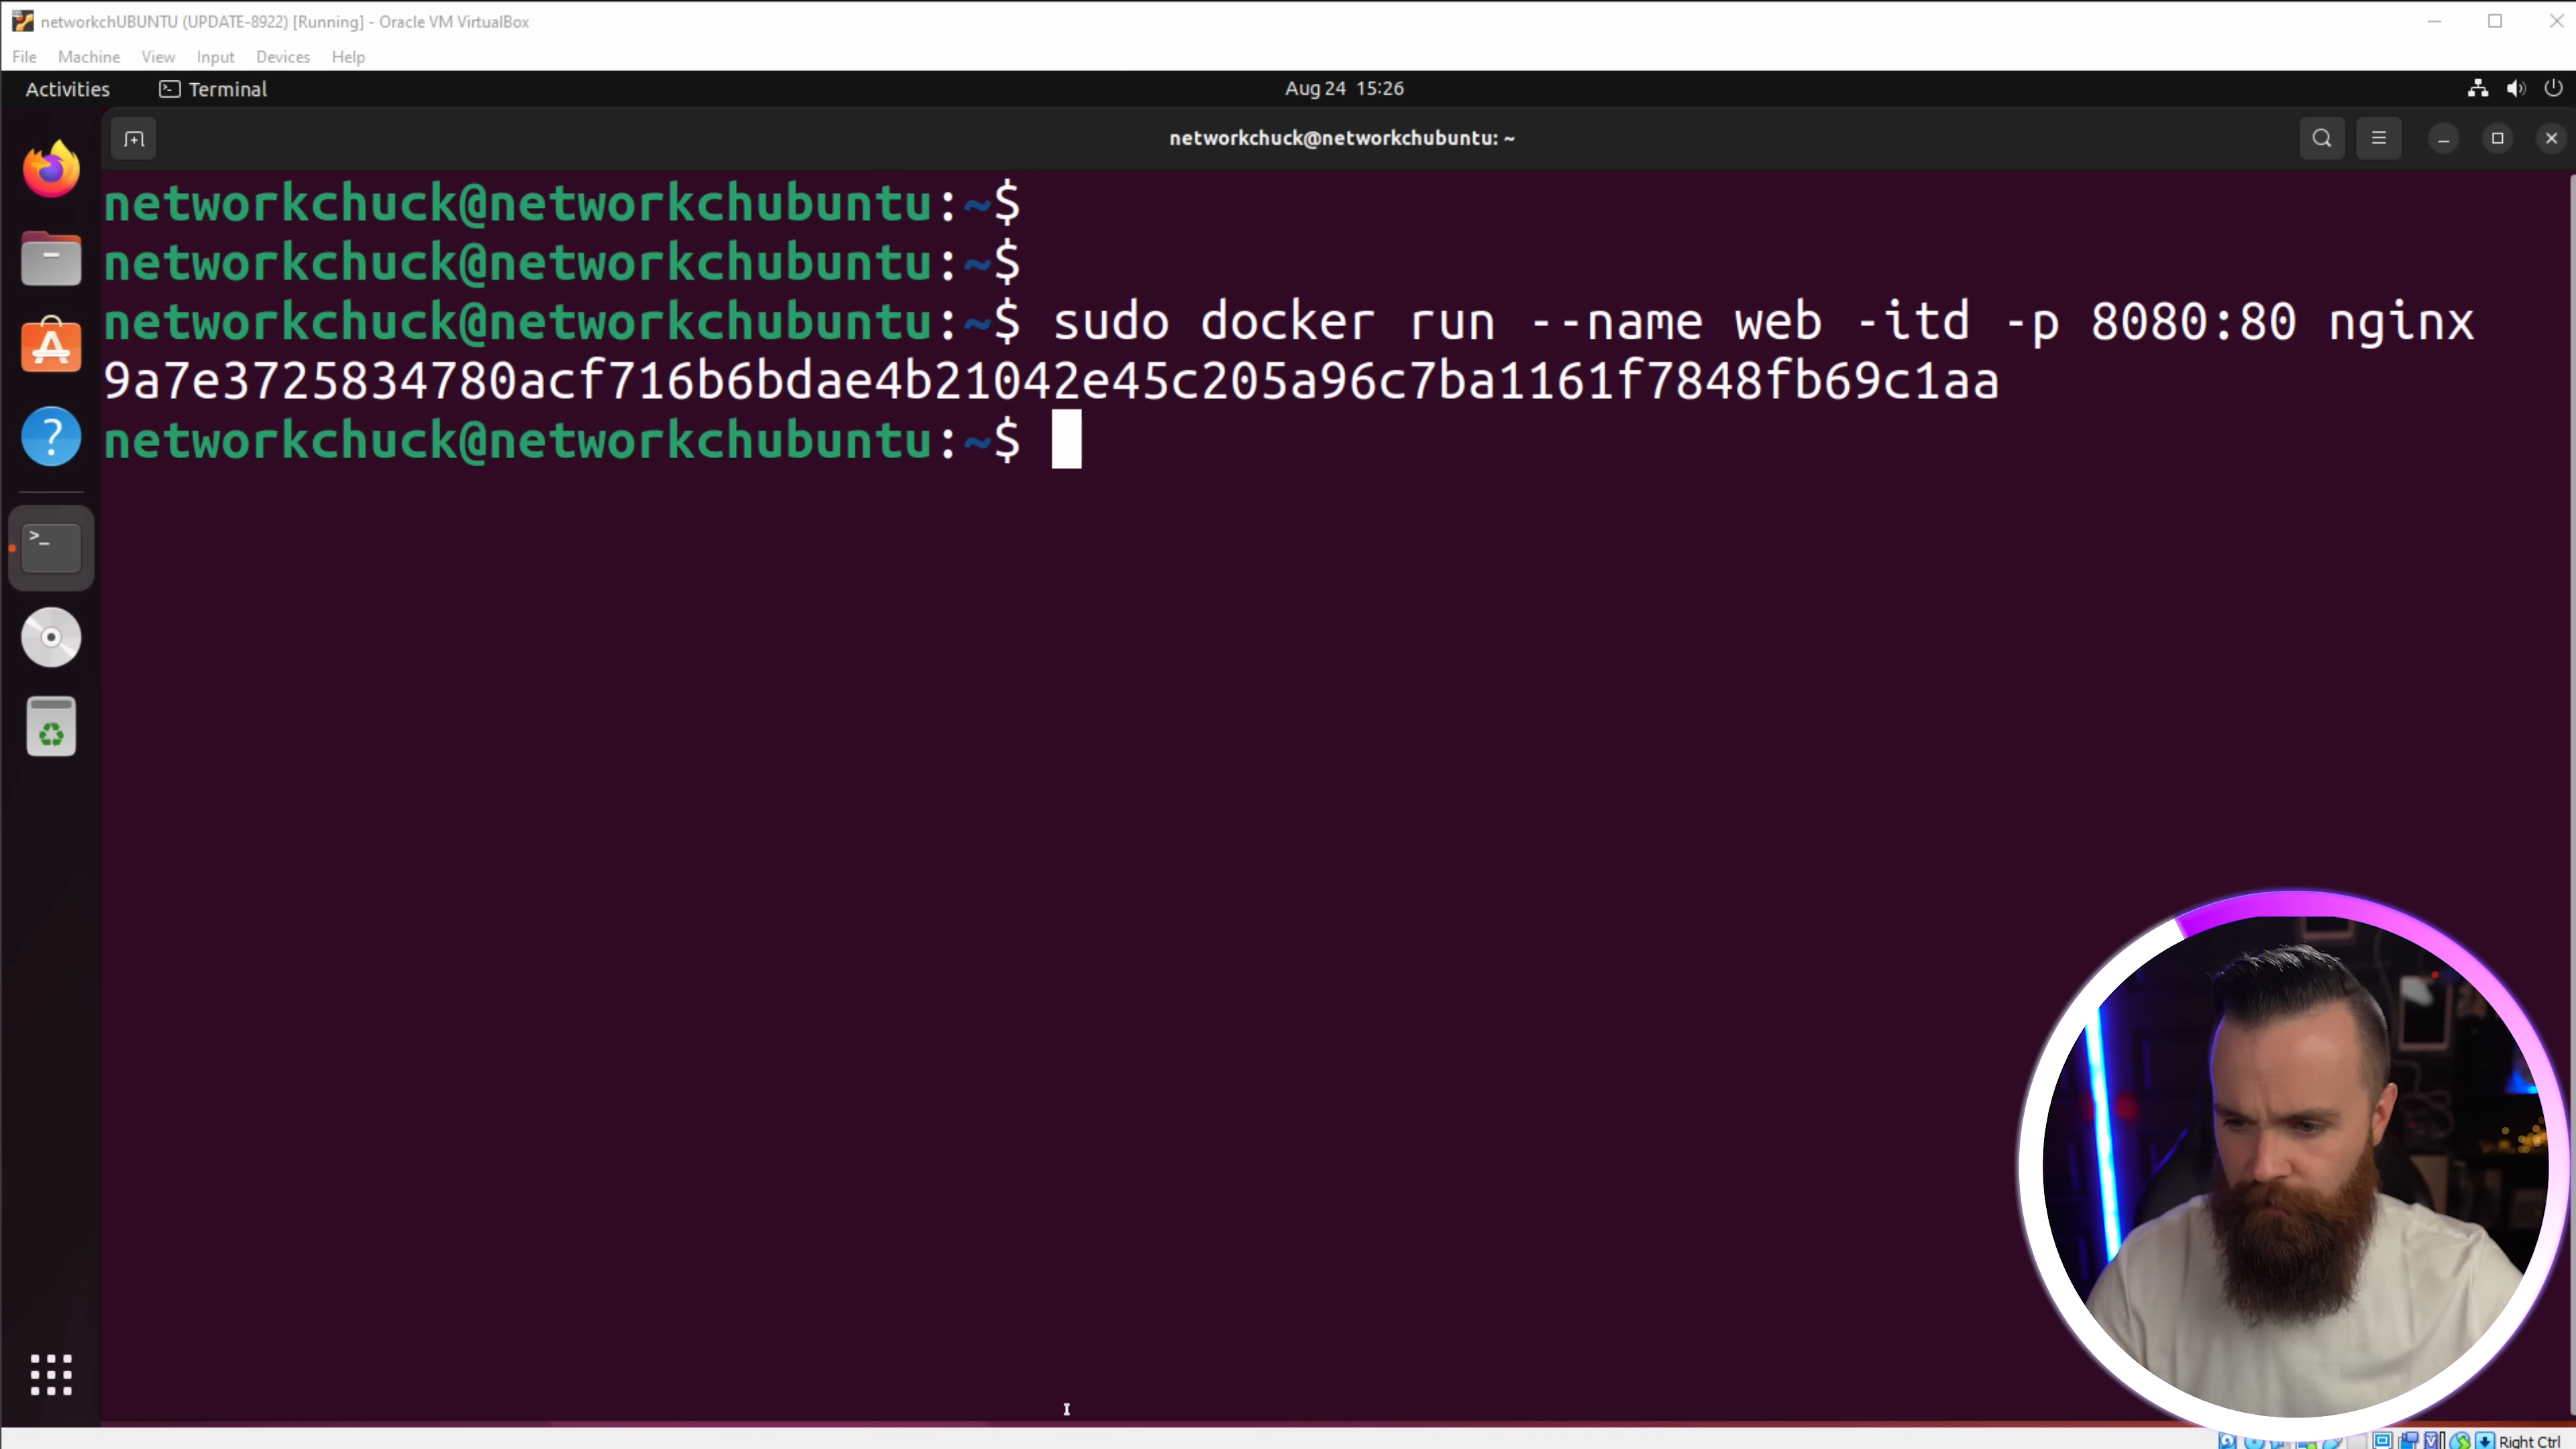 networkchUBUNTU (UPDATE-8922) [Running] - Oracle VM VirtualBox
File Machine View Input Devices Help
Activities Terminal Aug 24 15:26
networkchuck@networkchubuntu: ~
networkchuck@networkchubuntu:~$
networkchuck@networkchubuntu:~$
networkchuck@networkchubuntu:~$ sudo docker run --name web -itd -p 8080:80 nginx
9a7e3725834780acf716b6bdae4b21042e45c205a96c7ba1161f7848fb69c1aa
networkchuck@networkchubuntu:~$
Right Ctrl